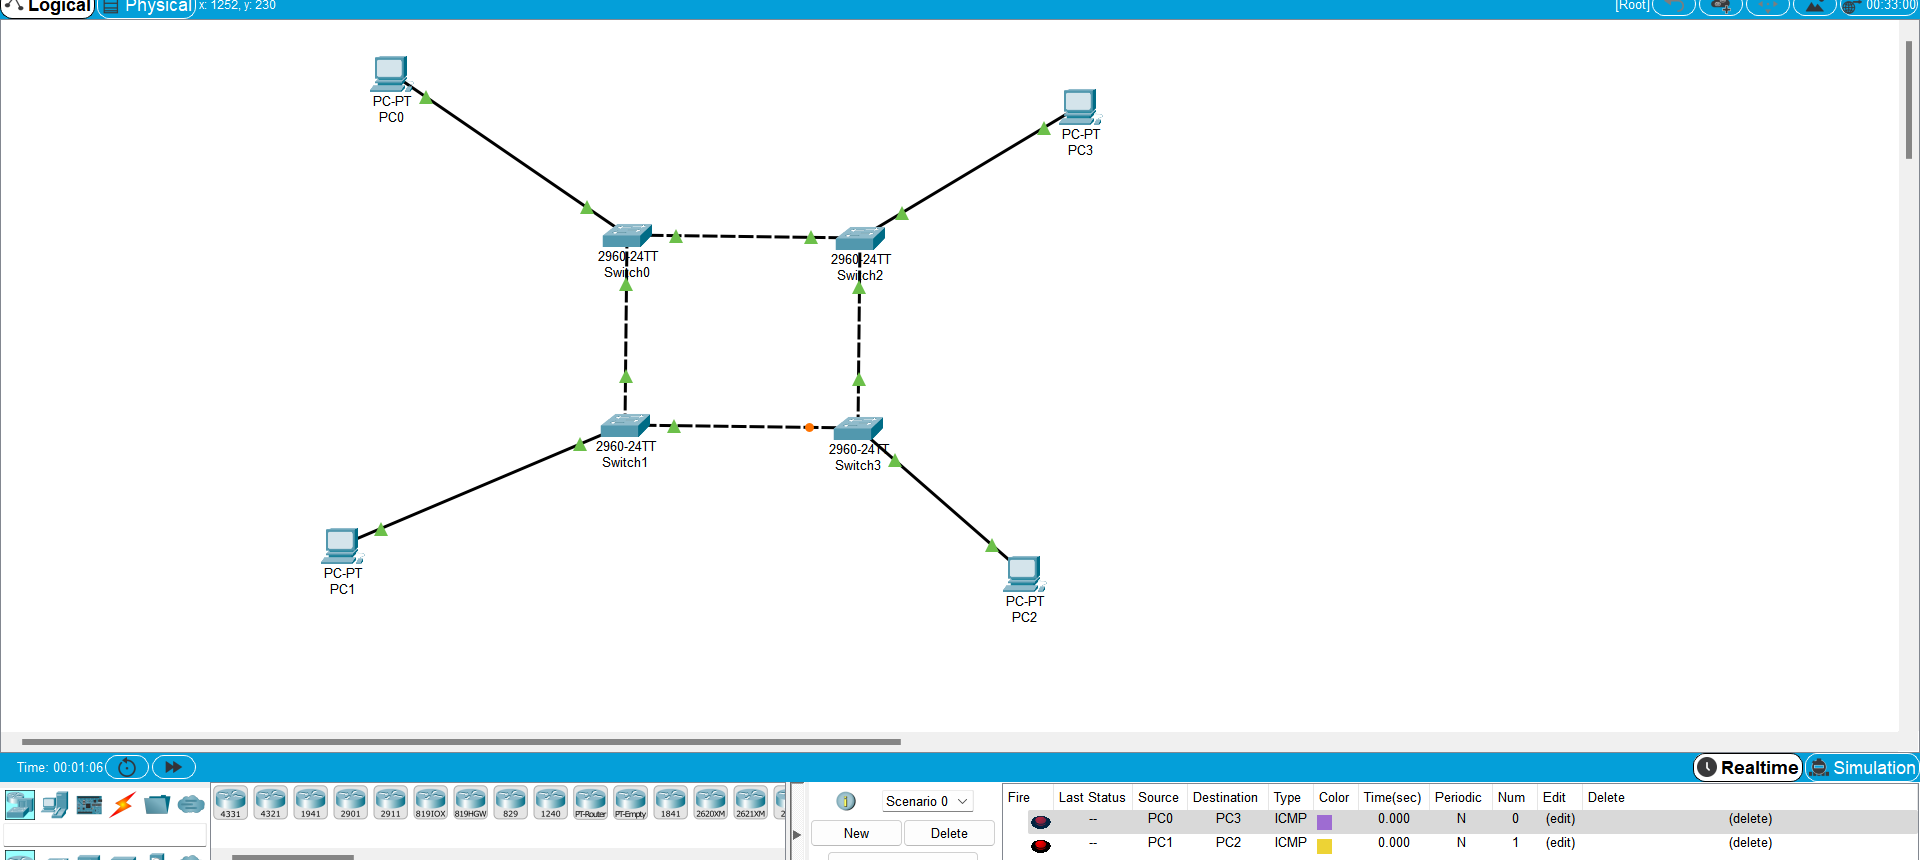 Logical Physical x: 1252, y: 230 [Root] 00:33:00
PC-PT
PC0
PC-PT
PC3
2960-24TT
Switch0
2960-24TT
Switch2
2960-24TT
Switch1
2960-24TT
Switch3
PC-PT
PC1
PC-PT
PC2
Time: 00:01:06 Realtime Simulation
4331 4321 1941 2901 2911 819IOX 819HGW 829 1240 PT-Router PT-Empty 1841 2620XM 2621XM
Scenario 0
New Delete
Fire Last Status Source Destination Type Color Time(sec) Periodic Num Edit Delete
-- PC0 PC3 ICMP 0.000 N 0 (edit) (delete)
-- PC1 PC2 ICMP 0.000 N 1 (edit) (delete)